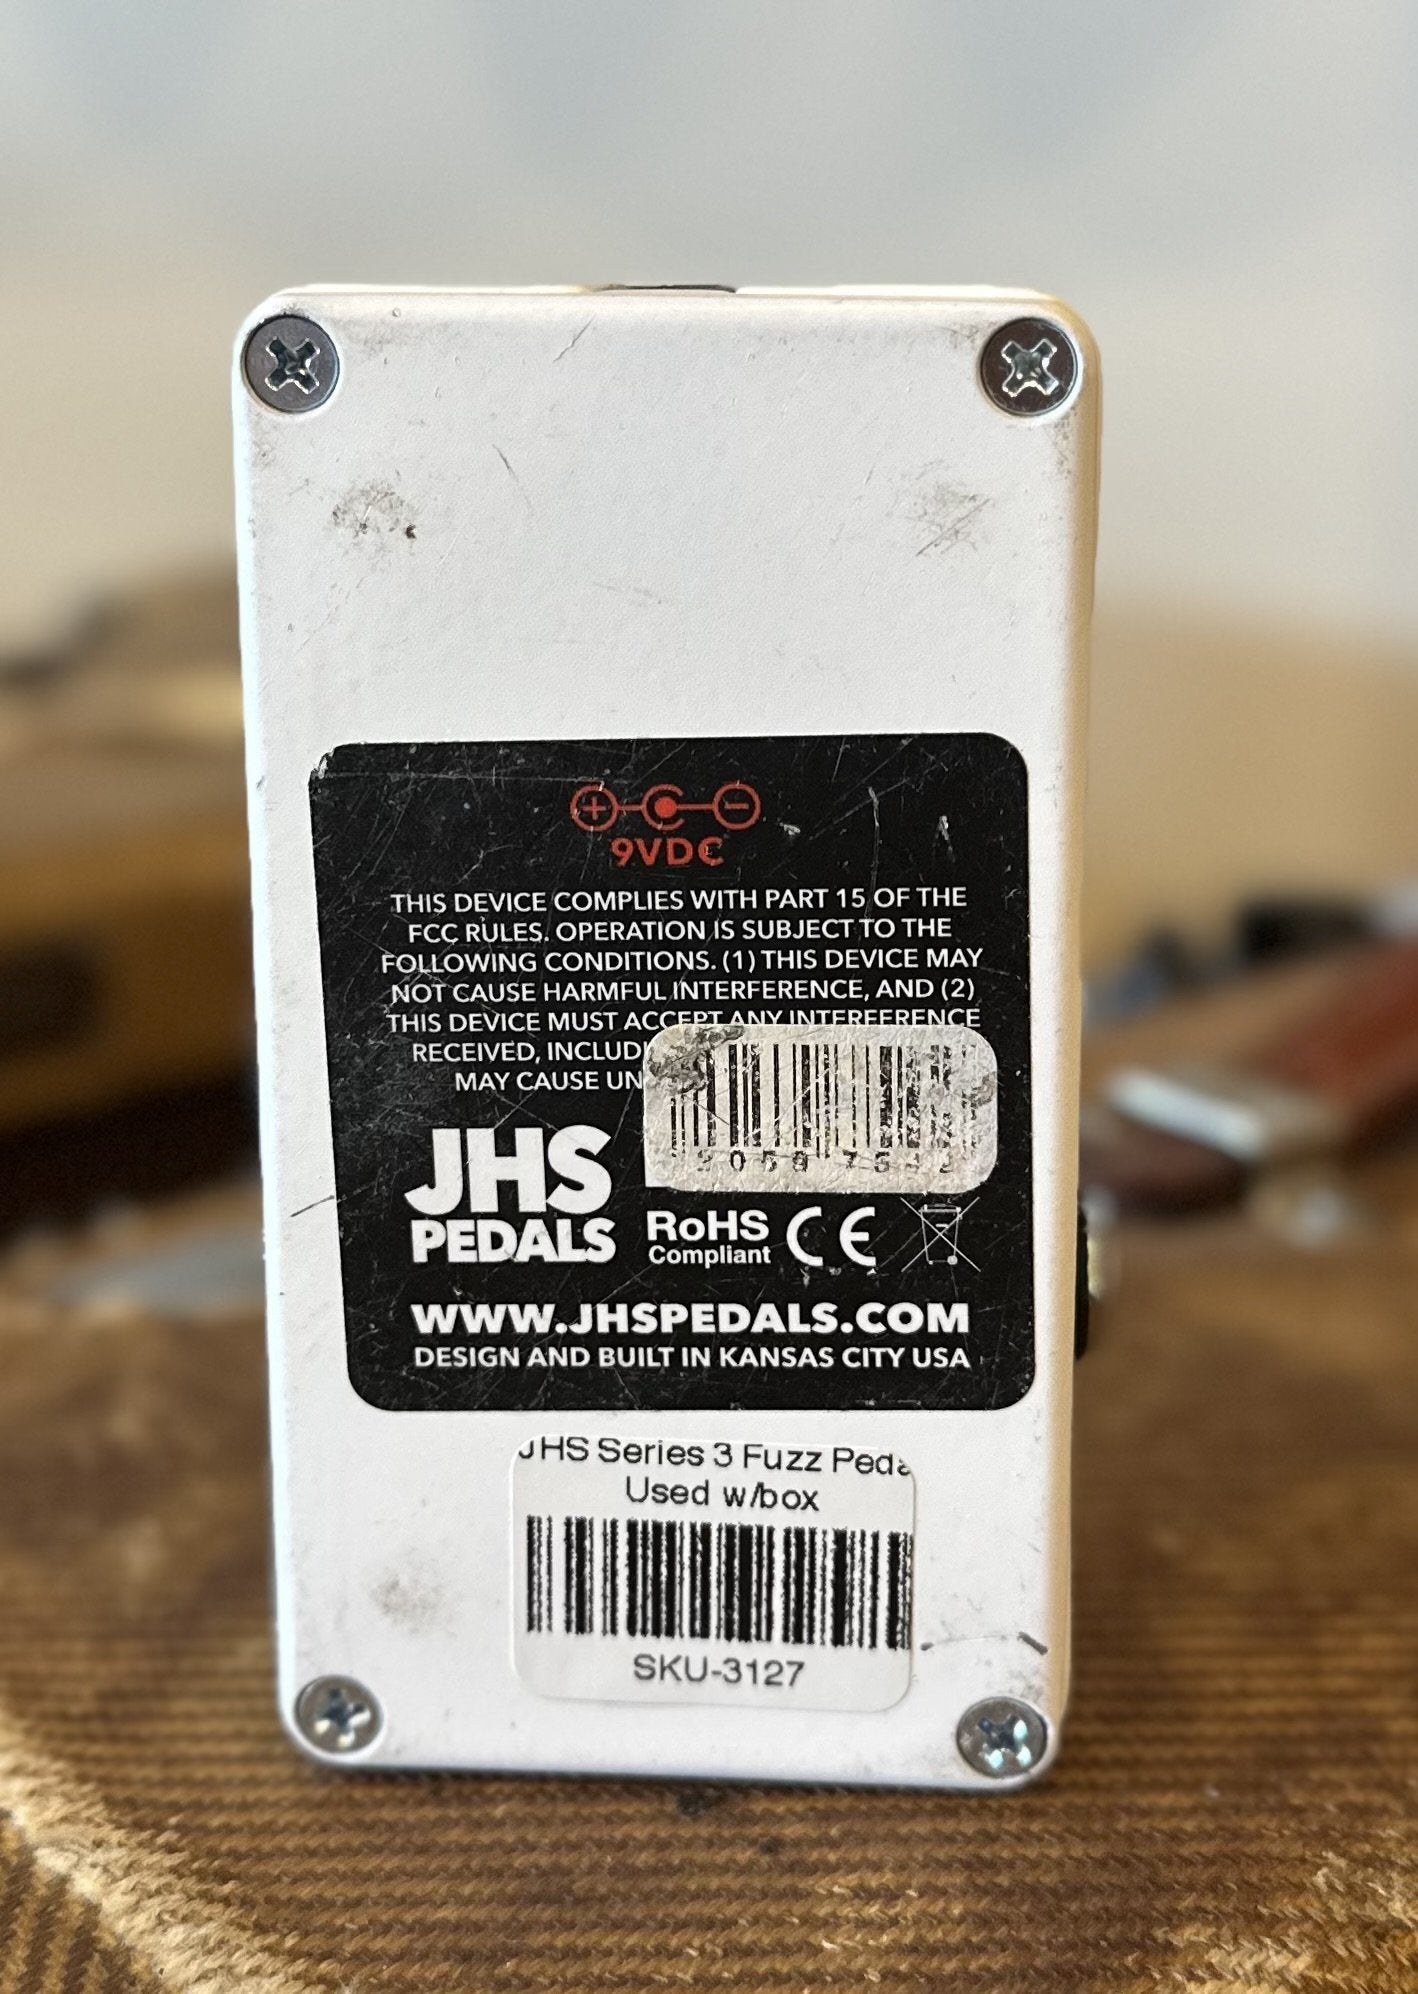 + -
9VDC
THIS DEVICE COMPLIES WITH PART 15 OF THE
FCC RULES. OPERATION IS SUBJECT TO THE
FOLLOWING CONDITIONS. (1) THIS DEVICE MAY
NOT CAUSE HARMFUL INTERFERENCE, AND (2)
THIS DEVICE MUST ACCEPT ANY INTERFERENCE
RECEIVED,
MAY CAUSE
JHS
PEDALS
RoHS
Compliant
CE
WWW.JHSPEDALS.COM
DESIGN AND BUILT IN KANSAS CITY USA
JHS Series 3 Fuzz
Used w/box
SKU-3127